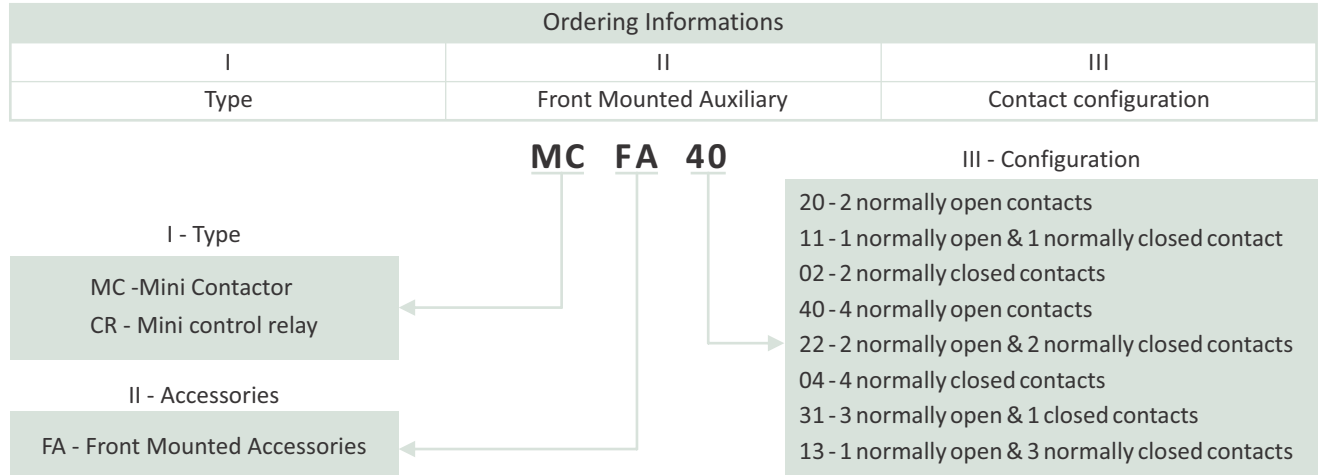 Ordering Informations
I II III
Type Front Mounted Auxiliary Contact configuration
MC FA 40
I - Type
MC -Mini Contactor
CR - Mini control relay
II - Accessories
FA - Front Mounted Accessories
III - Configuration
20 - 2 normally open contacts
11 - 1 normally open & 1 normally closed contact
02 - 2 normally closed contacts
40 - 4 normally open contacts
22 - 2 normally open & 2 normally closed contacts
04 - 4 normally closed contacts
31 - 3 normally open & 1 closed contacts
13 - 1 normally open & 3 normally closed contacts